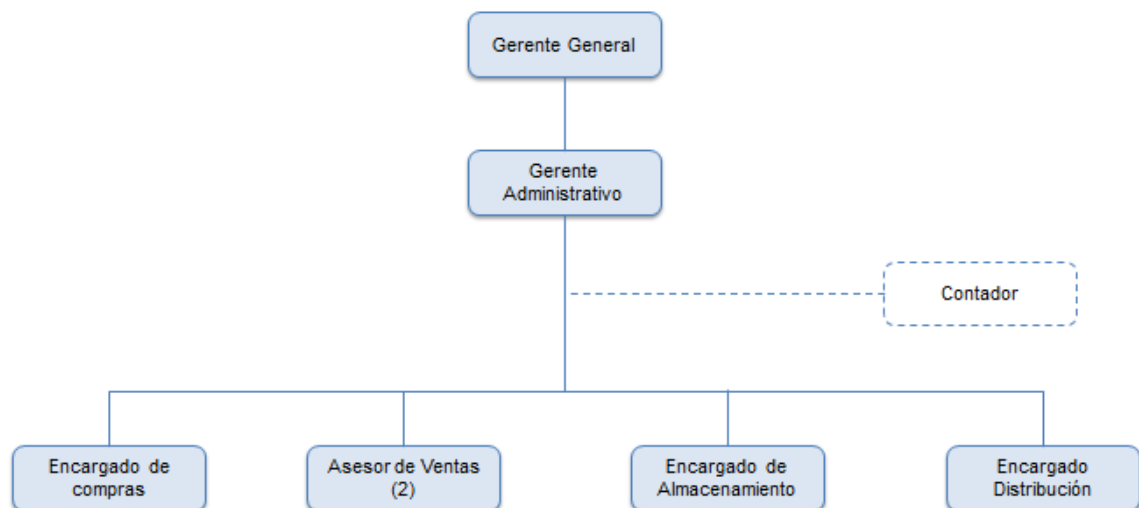 Gerente General
Gerente
Administrativo
Contador
Encargado de
compras
Asesor de Ventas
(2)
Encargado de
Almacenamiento
Encargado
Distribución